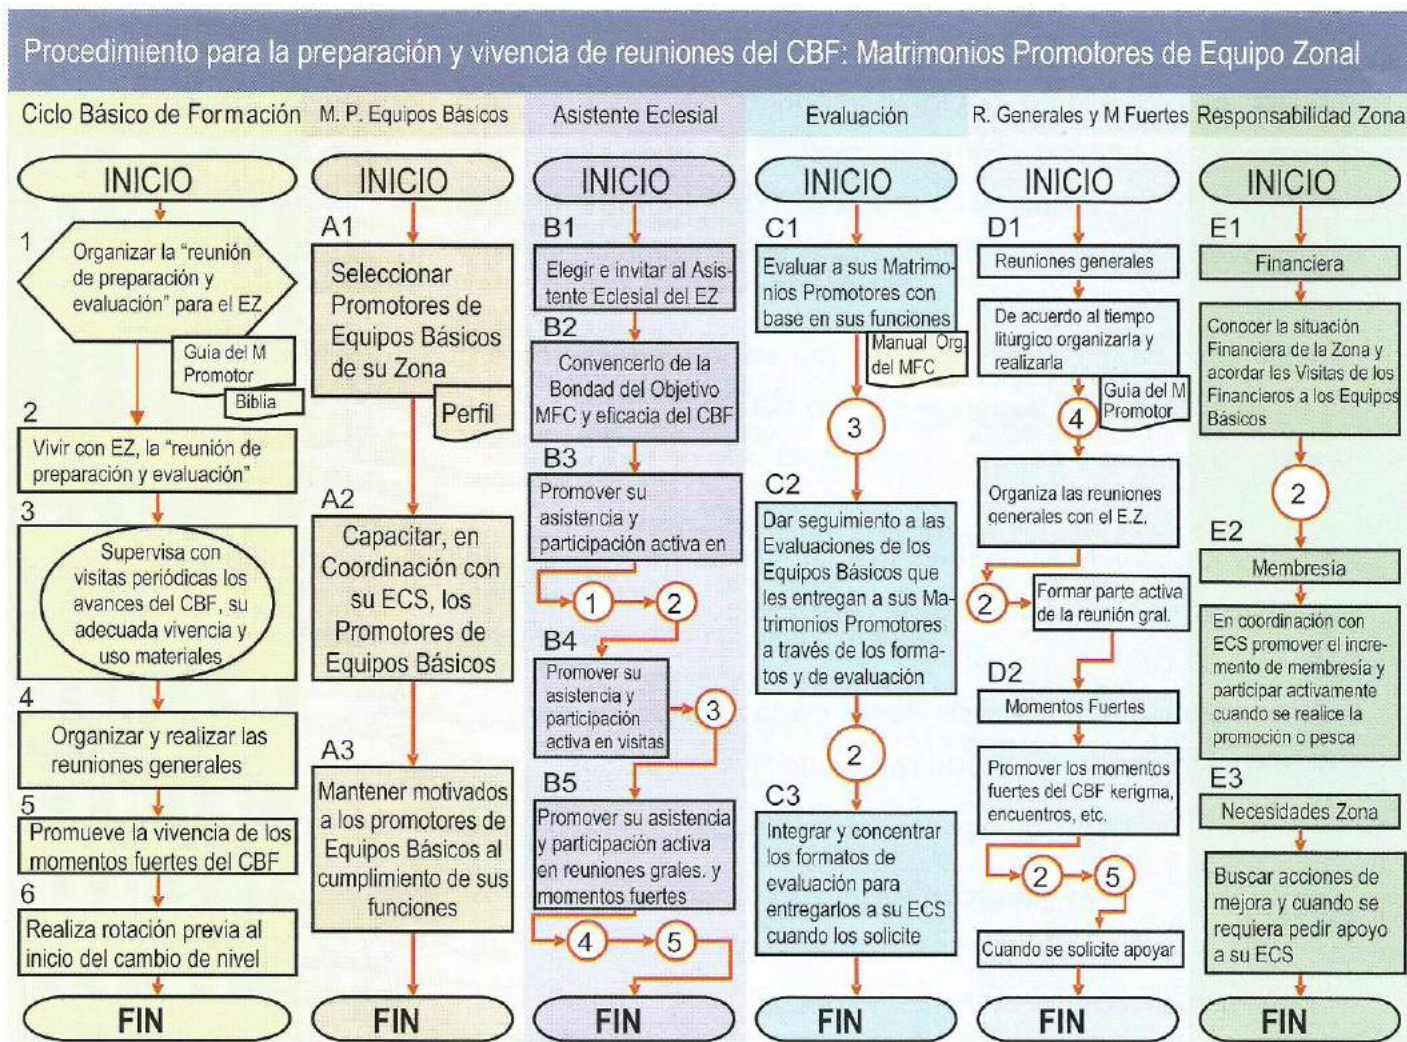 Procedimiento para la preparación y vivencia de reuniones del CBF: Matrimonios Promotores de Equipo Zonal
Ciclo Básico de Formación
INICIO
1
Organizar la "reunión
de preparación y
evaluación" para el EZ
Guía del M
Promotor
Biblia
2
Vivir con EZ, la "reunión de
preparación y evaluación"
3
Supervisa con
visitas periódicas los
avances del CBF, su
adecuada vivencia y
uso materiales
4
Organizar y realizar las
reuniones generales
5
Promueve la vivencia de los
momentos fuertes del CBF
6
Realiza rotación previa al
inicio del cambio de nivel
FIN
M. P. Equipos Básicos
INICIO
A1
Seleccionar
Promotores de
Equipos Básicos
de su Zona
Perfil
A2
Capacitar, en
Coordinación con
su ECS, los
Promotores de
Equipos Básicos
A3
Mantener motivados
a los promotores de
Equipos Básicos al
cumplimiento de sus
funciones
FIN
Asistente Eclesial
INICIO
B1
Elegir e invitar al Asis-
tente Eclesial del EZ
B2
Convencerlo de la
Bondad del Objetivo
MFC y eficacia del CBF
B3
Promover su
asistencia y
participación activa en
1
2
B4
Promover su
asistencia y
participación
activa en visitas
3
B5
Promover su asistencia
y participación activa
en reuniones grales. y
momentos fuertes
4
5
FIN
Evaluación
INICIO
C1
Evaluar a sus Matrimo-
nios Promotores con
base en sus funciones
Manual Org.
del MFC
3
C2
Dar seguimiento a las
Evaluaciones de los
Equipos Básicos que
les entregan a sus Ma-
trimonios Promotores
a través de los forma-
tos y de evaluación
2
C3
Integrar y concentrar
los formatos de
evaluación para
entregarlos a su ECS
cuando los solicite
FIN
R. Generales y M Fuertes
INICIO
D1
Reuniones generales
De acuerdo al tiempo
litúrgico organizarla y
realizarla
Guía del M
Promotor
4
Organiza las reuniones
generales con el E.Z.
2
Formar parte activa
de la reunión gral.
D2
Momentos Fuertes
Promover los momentos
fuertes del CBF kerigma,
encuentros, etc.
2
5
Cuando se solicite apoyar
FIN
Responsabilidad Zona
INICIO
E1
Financiera
Conocer la situación
Financiera de la Zona y
acordar las Visitas de los
Financieros a los Equipos
Básicos
2
E2
Membresía
En coordinación con
ECS promover el incre-
mento de membresía y
participar activamente
cuando se realice la
promoción o pesca
E3
Necesidades Zona
Buscar acciones de
mejora y cuando se
requiera pedir apoyo
a su ECS
FIN